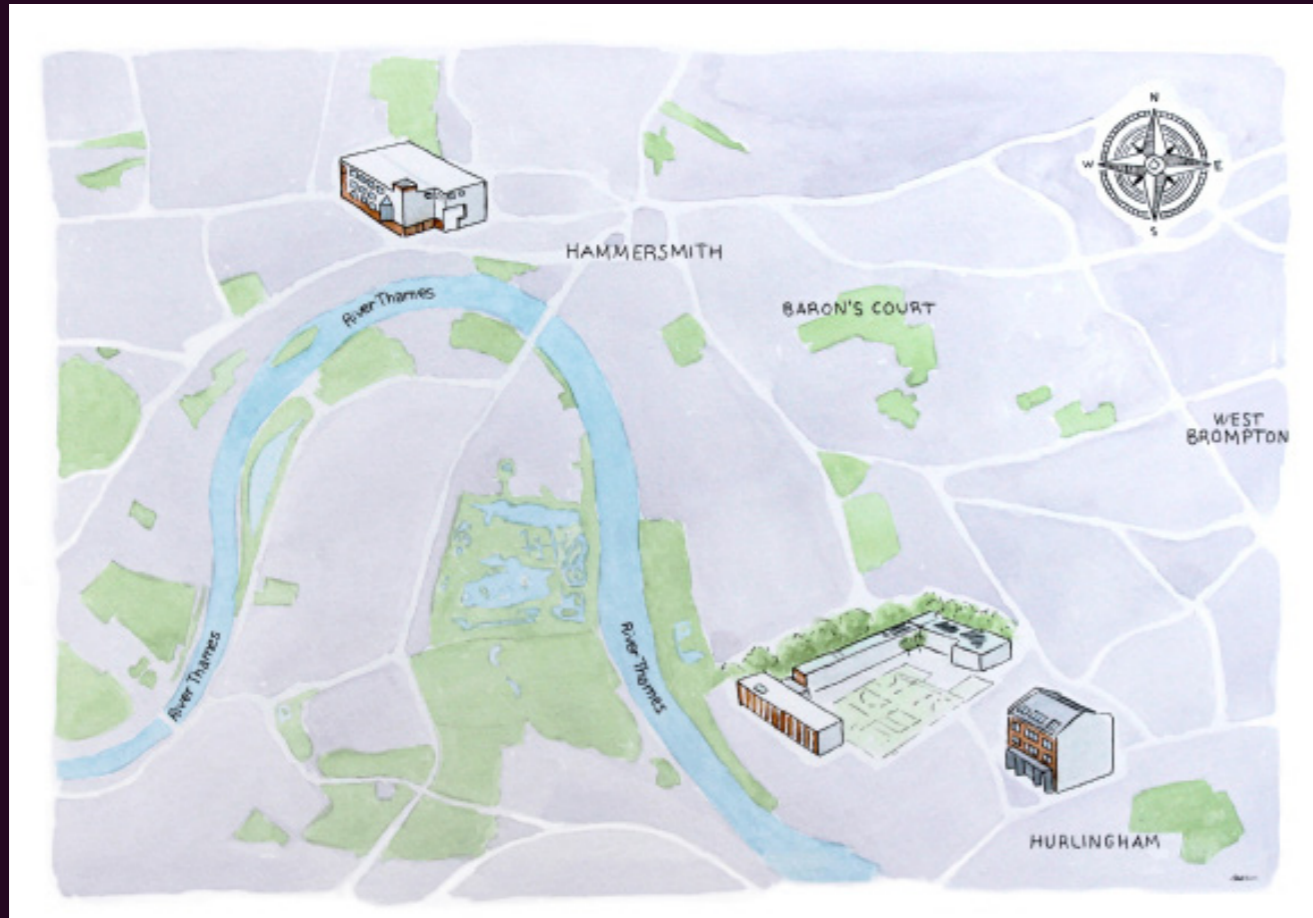 N
W E
S
HAMMERSMITH
River Thames
BARON'S COURT
WEST
BROMPTON
River Thames
River Thames
HURLINGHAM